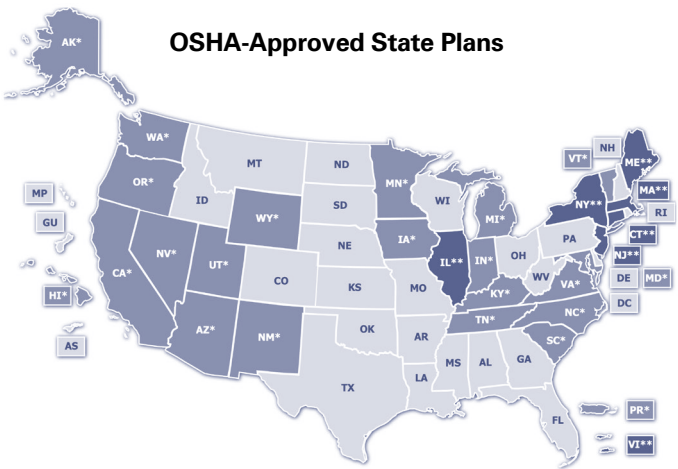 OSHA-Approved State Plans
AK*
WA*
MT
ND
MN*
VT*
NH
ME**
OR*
ID
WY*
SD
WI
MI*
NY**
MA**
RI
CT**
NJ**
MP
GU
NV*
UT*
NE
IA*
IL**
IN*
OH
PA
DE
MD*
DC
CA*
CO
KS
MO
KY*
WV
VA*
HI*
AZ*
NM*
OK
AR
TN*
NC*
SC*
AS
TX
LA
MS
AL
GA
FL
PR*
VI**